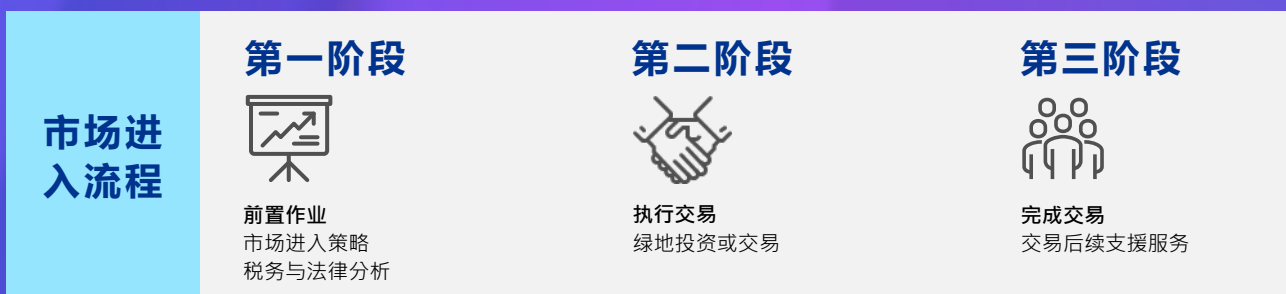 市场进
入流程
第一阶段
前置作业
市场进入策略
税务与法律分析
第二阶段
执行交易
绿地投资或交易
第三阶段
完成交易
交易后续支援服务